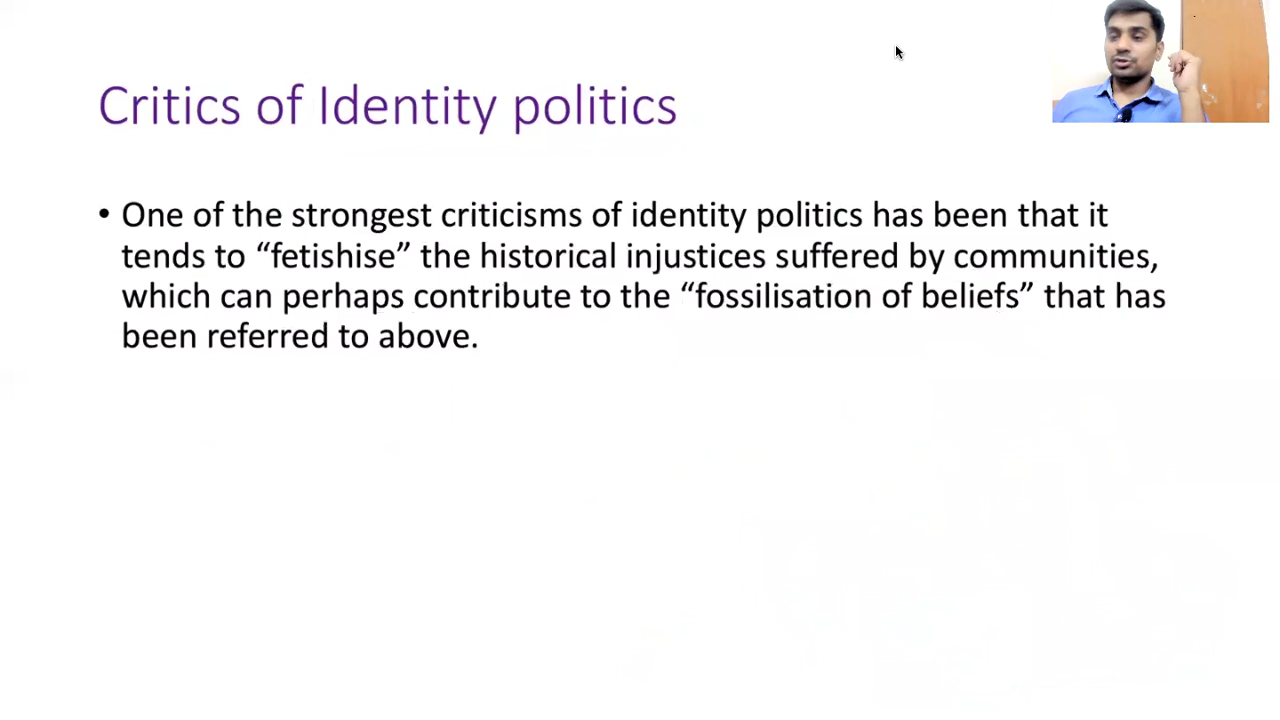 Critics of Identity politics
• One of the strongest criticisms of identity politics has been that it
tends to “fetishise” the historical injustices suffered by communities,
which can perhaps contribute to the “fossilisation of beliefs” that has
been referred to above.